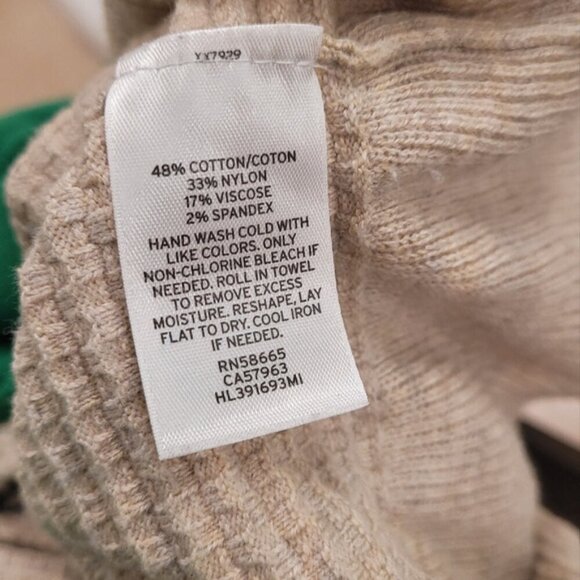 YY7929
48% COTTON/COTON
33% NYLON
17% VISCOSE
2% SPANDEX
HAND WASH COLD WITH
LIKE COLORS. ONLY
NON-CHLORINE BLEACH IF
NEEDED. ROLL IN TOWEL
TO REMOVE EXCESS
MOISTURE. RESHAPE, LAY
FLAT TO DRY. COOL IRON
IF NEEDED.
RN58665
CA57963
HL391693MI